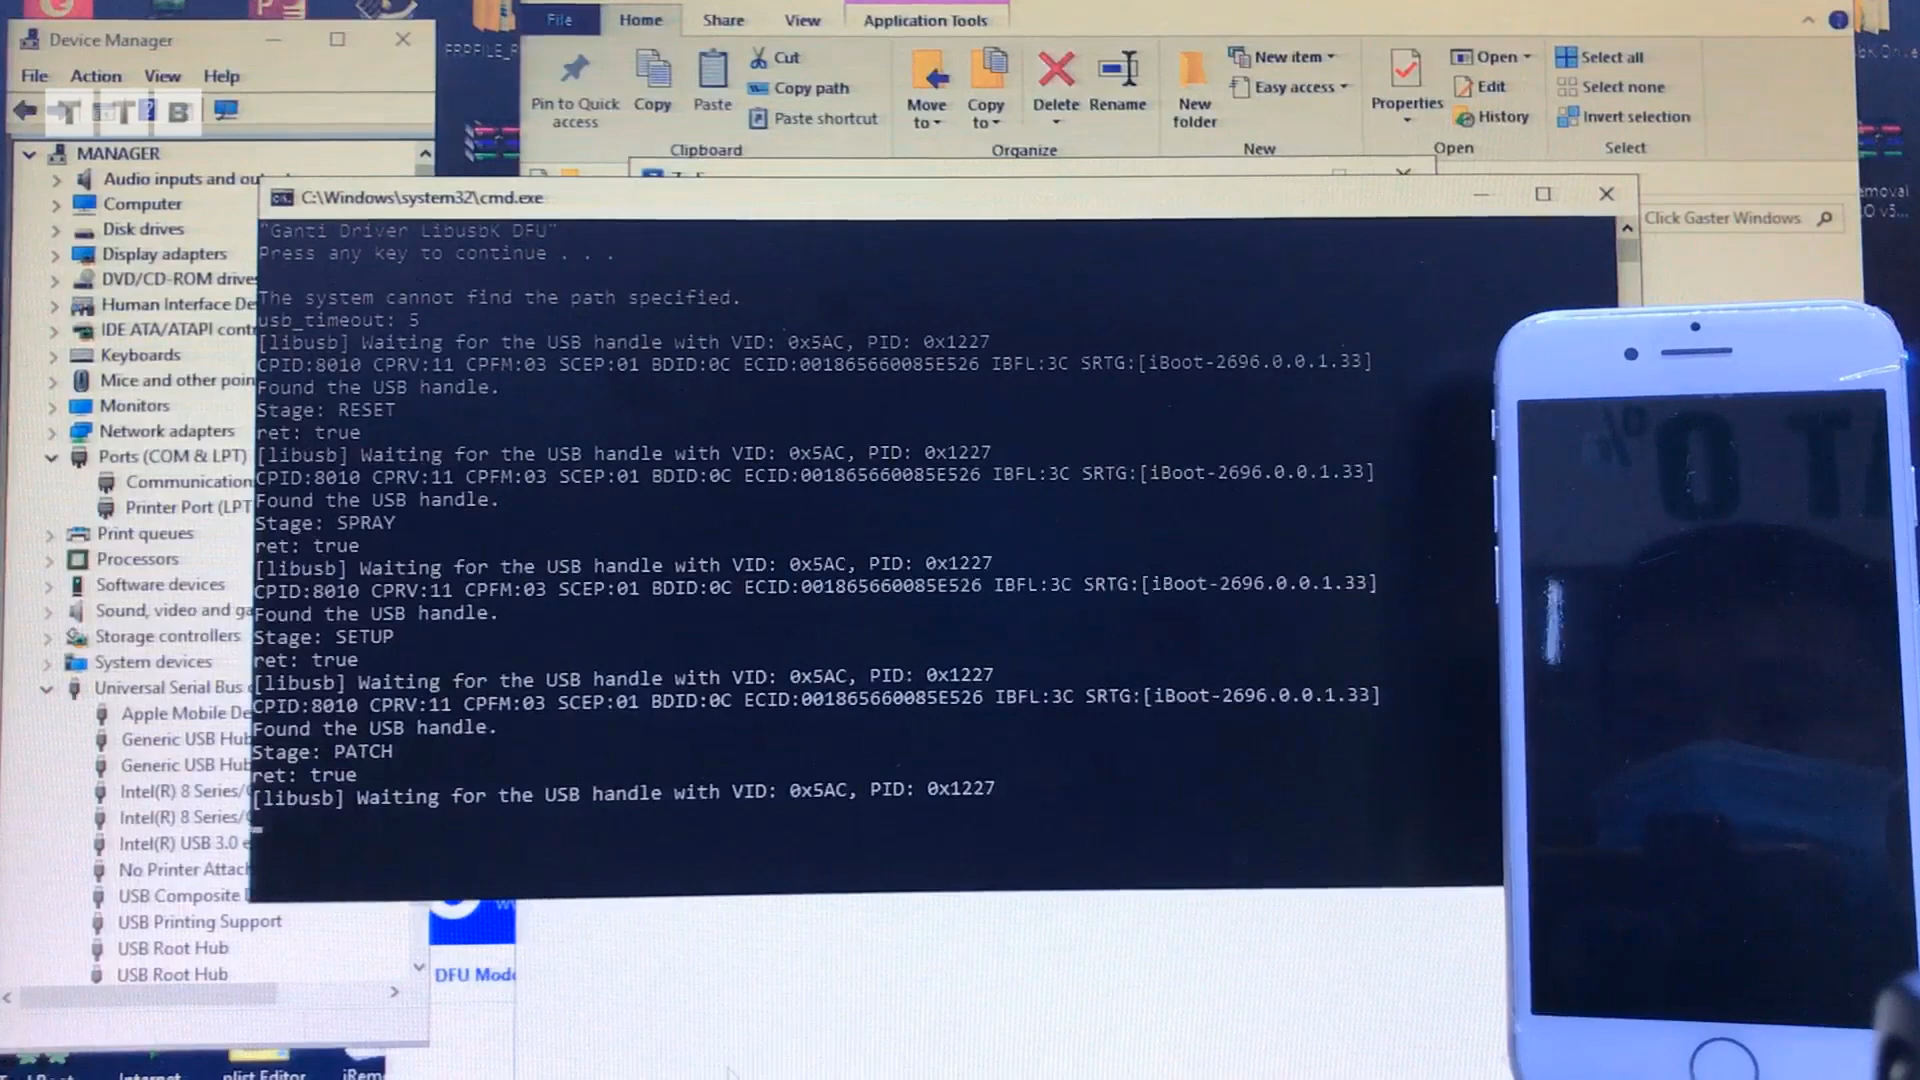 Device Manager
File Action View Help
TTB
MANAGER
Audio inputs and ou
Computer
Disk drives
Display adapters
DVD/CD-ROM drive
Human Interface De
IDE ATA/ATAPI cont
Keyboards
Mice and other poin
Monitors
Network adapters
Ports (COM & LPT)
Communication
Printer Port (LPT
Print queues
Processors
Software devices
Sound, video and ga
Storage controllers
System devices
Universal Serial Bus
Apple Mobile De
Generic USB Hub
Generic USB Hub
Intel(R) 8 Series/
Intel(R) 8 Series/
Intel(R) USB 3.0 e
No Printer Attach
USB Composite
USB Printing Support
USB Root Hub
USB Root Hub
File Home Share View Application Tools
Pin to Quick access
Copy
Paste
Cut
Copy path
Paste shortcut
Clipboard
Move to
Copy to
Delete
Rename
Organize
New folder
New item
Easy access
New
Properties
Open
Edit
History
Open
Select all
Select none
Invert selection
Select
Click Gaster Windows
C:\Windows\system32\cmd.exe
"Ganti Driver LibusbK DFU"
Press any key to continue . . .
The system cannot find the path specified.
usb_timeout: 5
[libusb] Waiting for the USB handle with VID: 0x5AC, PID: 0x1227
CPID:8010 CPRV:11 CPFM:03 SCEP:01 BDID:0C ECID:001865660085E526 IBFL:3C SRTG:[iBoot-2696.0.0.1.33]
Found the USB handle.
Stage: RESET
ret: true
[libusb] Waiting for the USB handle with VID: 0x5AC, PID: 0x1227
CPID:8010 CPRV:11 CPFM:03 SCEP:01 BDID:0C ECID:001865660085E526 IBFL:3C SRTG:[iBoot-2696.0.0.1.33]
Found the USB handle.
Stage: SPRAY
ret: true
[libusb] Waiting for the USB handle with VID: 0x5AC, PID: 0x1227
CPID:8010 CPRV:11 CPFM:03 SCEP:01 BDID:0C ECID:001865660085E526 IBFL:3C SRTG:[iBoot-2696.0.0.1.33]
Found the USB handle.
Stage: SETUP
ret: true
[libusb] Waiting for the USB handle with VID: 0x5AC, PID: 0x1227
CPID:8010 CPRV:11 CPFM:03 SCEP:01 BDID:0C ECID:001865660085E526 IBFL:3C SRTG:[iBoot-2696.0.0.1.33]
Found the USB handle.
Stage: PATCH
ret: true
[libusb] Waiting for the USB handle with VID: 0x5AC, PID: 0x1227
DFU Mode
plist Editor